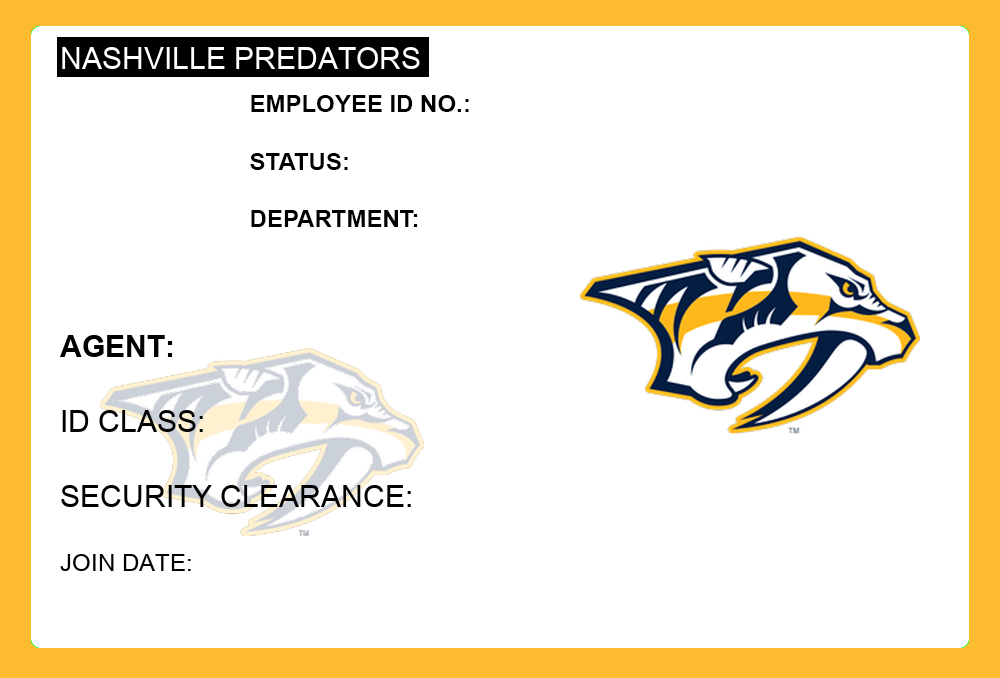 NASHVILLE PREDATORS
EMPLOYEE ID NO.:
STATUS:
DEPARTMENT:
TM
AGENT:
ID CLASS:
SECURITY CLEARANCE:
TM
JOIN DATE: